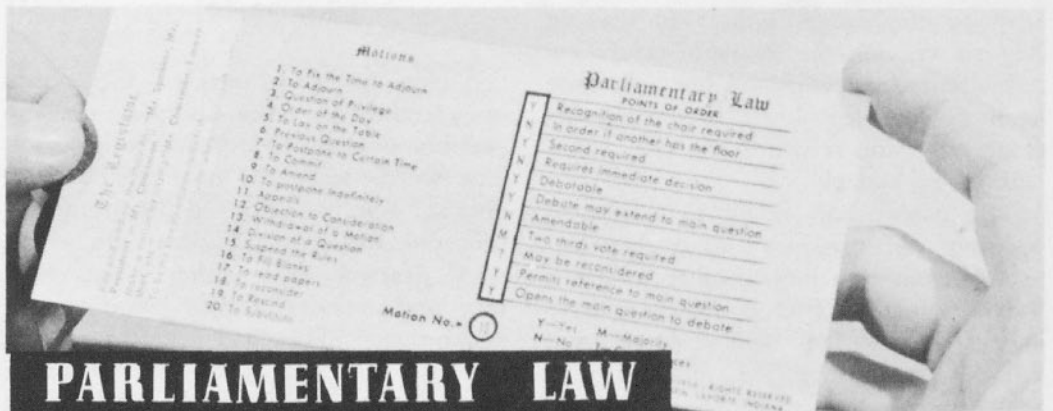 The Registrar
Motions
1. To Fix the Time to Adjourn
2. To Adjourn
3. Question of Privilege
4. Order of the Day
5. To Lay on the Table
6. Previous Question
7. To Postpone to Certain Time
8. To Commit
9. To Amend
10. To postpone Indefinitely
11. Appeals
12. Objection to Consideration
13. Withdrawal of a Motion
14. Division of a Question
15. Suspend the Rules
16. To Fill Blanks
17. To read papers
18. To reconsider
19. To Rescind
20. To Substitute
Motion No.
Parliamentary Law
POINTS OF ORDER
Y Recognition of the chair required
N In order if another has the floor
Y Second required
N Requires immediate decision
Y Debatable
Y Debate may extend to main question
N Amendable
M Two thirds vote required
May be reconsidered
Y Permits reference to main question
Y Opens the main question to debate
Y—Yes M—Majority
N—No
RIGHTS RESERVED
LAPORTE INDIANA
PARLIAMENTARY LAW